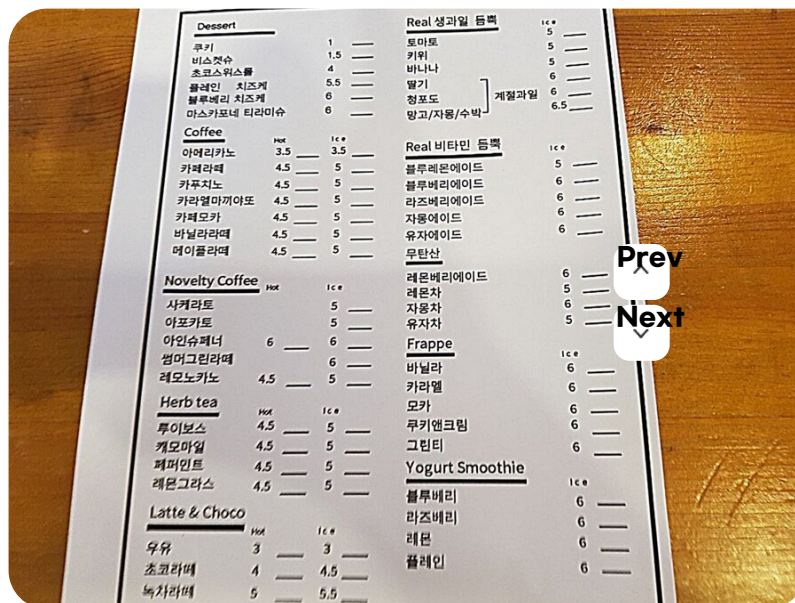 Dessert
쿠키 1
비스켓슈 1.5
초코스위스롤 4
플레인 치즈케 5.5
블루베리 치즈케 6
마스카포네 티라미슈 6
Coffee Hot Ice
아메리카노 3.5 3.5
카페라떼 4.5 5
카푸치노 4.5 5
카라멜마끼야또 4.5 5
카페모카 4.5 5
바닐라라떼 4.5 5
메이플라떼 4.5 5
Novelty Coffee Hot Ice
사케라토 5
아포카토 5
아인슈페너 6 6
썸머그린라떼 6
레모노카노 4.5 5
Herb tea Hot Ice
루이보스 4.5 5
캐모마일 4.5 5
페퍼민트 4.5 5
레몬그라스 4.5 5
Latte & Choco Hot Ice
우유 3 3
초코라떼 4 4.5
녹차라떼 5 5.5
Real 생과일 듬뿍 Ice
토마토 5
키위 5
바나나 5
딸기 6
청포도 6
계절과일
망고/자몽/수박 6.5
Real 비타민 듬뿍 Ice
블루레몬에이드 5
블루베리에이드 6
라즈베리에이드 6
자몽에이드 6
유자에이드 6
무탄산
레몬베리에이드 6
레몬차 5
자몽차 6
유자차 5
Frappe Ice
바닐라 6
카라멜 6
모카 6
쿠키앤크림 6
그린티 6
Yogurt Smoothie Ice
블루베리 6
라즈베리 6
레몬 6
플레인 6
Prev
Next